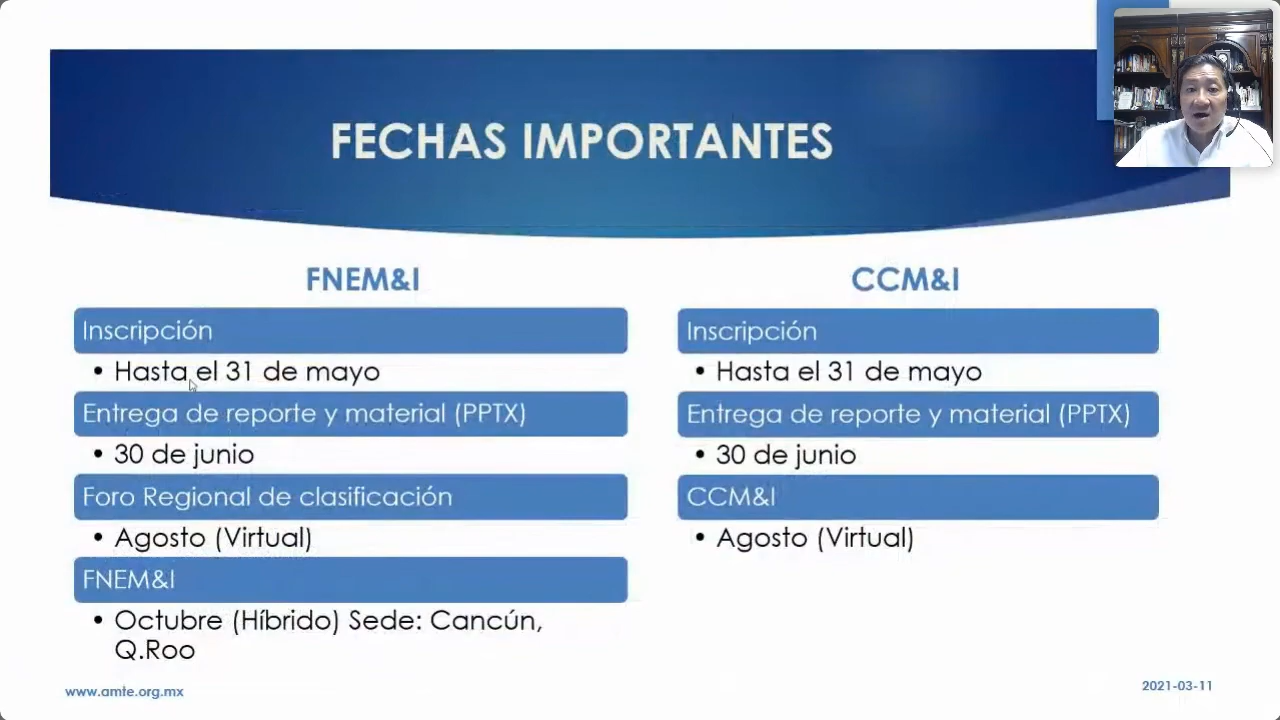 FECHAS IMPORTANTES
FNEM&I
Inscripción
• Hasta el 31 de mayo
Entrega de reporte y material (PPTX)
• 30 de junio
Foro Regional de clasificación
• Agosto (Virtual)
FNEM&I
• Octubre (Híbrido) Sede: Cancún,
Q.Roo
CCM&I
Inscripción
• Hasta el 31 de mayo
Entrega de reporte y material (PPTX)
• 30 de junio
CCM&I
• Agosto (Virtual)
www.amte.org.mx
2021-03-11